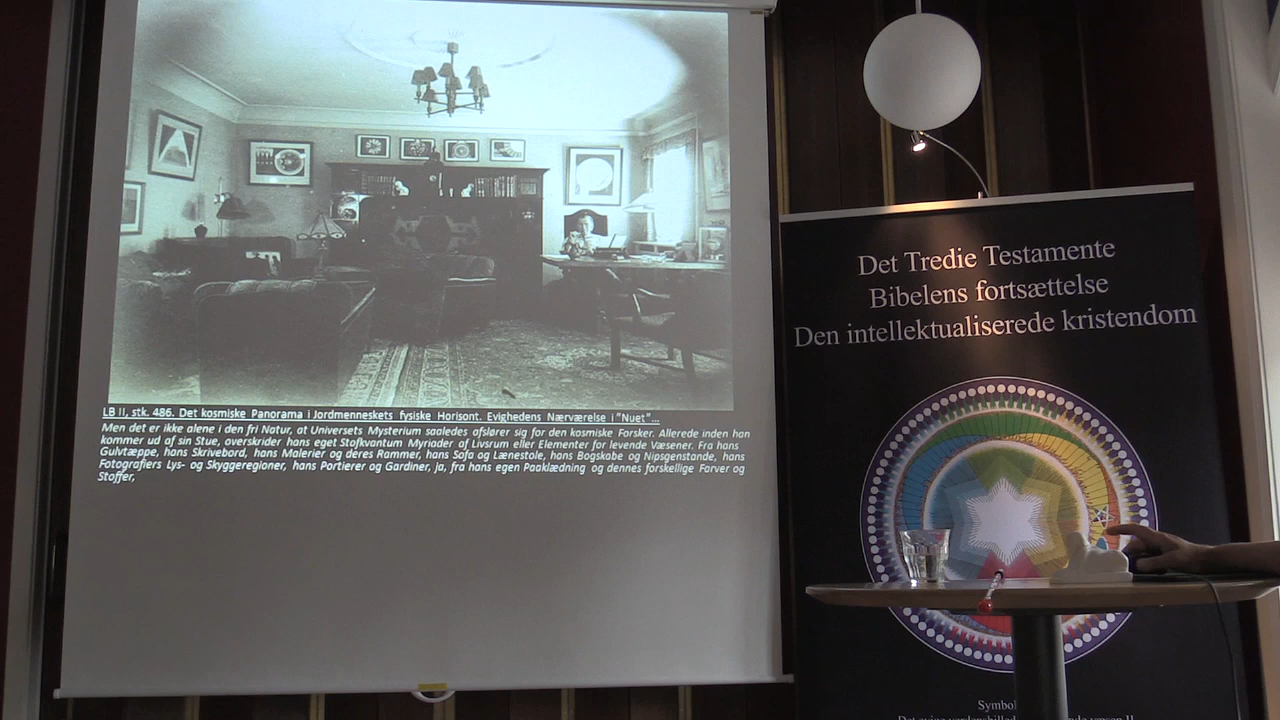 LB II, stk. 486. Det kosmiske Panorama i Jordmenneskets fysiske Horisont. Evighedens Nærværelse i "Nuet"...
Men det er ikke alene i den fri Natur, at Universets Mysterium saaledes afslører sig for den kosmiske Forsker. Allerede inden han
kommer ud af sin Stue, overskrider hans eget Stofkvantum Myriader af Livsrum eller Elementer for levende Væsener. Fra hans
Gulvtæppe, hans Skrivebord, hans Malerier og deres Rammer, hans Sofa og Lænestole, hans Bogskabe og Nipsgenstande, hans
Fotografiers Lys- og Skyggeregioner, hans Portierer og Gardiner, ja, fra hans egen Paaklædning og dennes forskellige Farver og
Stoffer,
Det Tredie Testamente
Bibelens fortsættelse
Den intellektualiserede kristendom
Symbol
Det evige verdensbilled